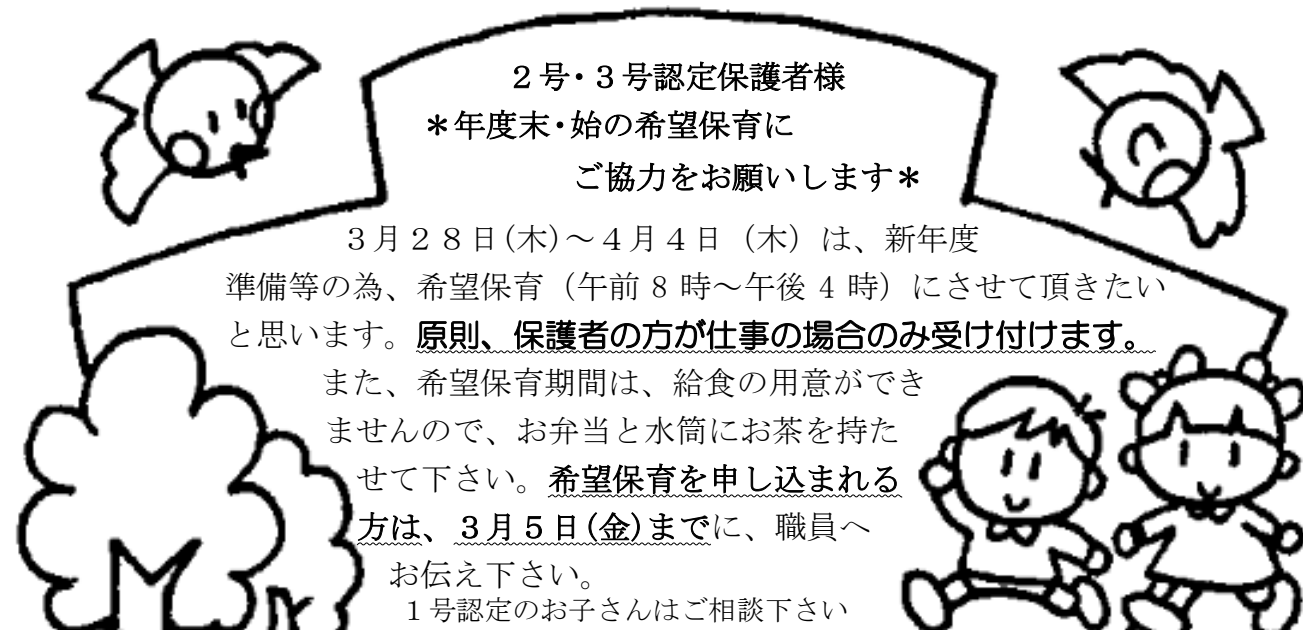 ２号・３号認定保護者様
＊年度末・始の希望保育に
ご協力をお願いします＊
３月２８日(木)～４月４日（木）は、新年度
準備等の為、希望保育（午前 8 時～午後 4 時）にさせて頂きたい
と思います。原則、保護者の方が仕事の場合のみ受け付けます。
また、希望保育期間は、給食の用意ができ
ませんので、お弁当と水筒にお茶を持た
せて下さい。希望保育を申し込まれる
方は、３月５日(金)までに、職員へ
お伝え下さい。
１号認定のお子さんはご相談下さい